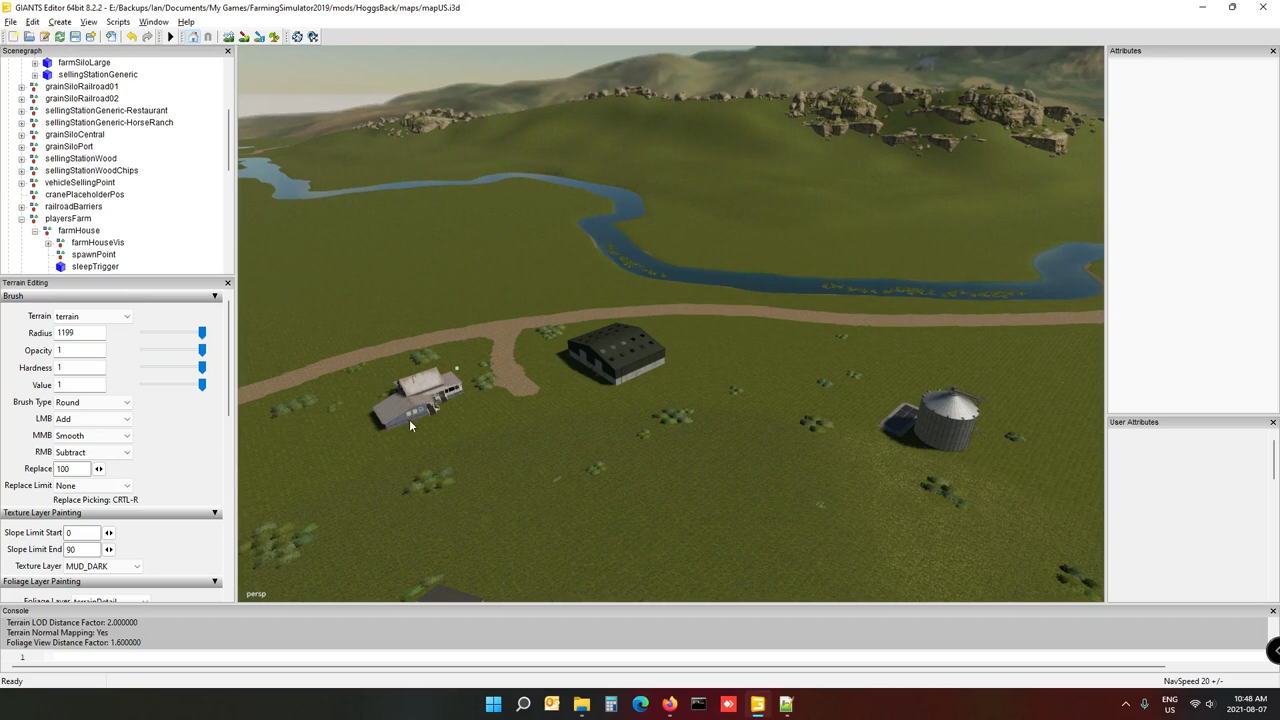 GIANTS Editor 64bit 8.2.2 - E:/Backups/Ian/Documents/My Games/FarmingSimulator2019/mods/HoggsBack/maps/mapUS.i3d
File Edit Create View Scripts Window Help
Scenegraph
farmSiloLarge
sellingStationGeneric
grainSiloRailroad01
grainSiloRailroad02
sellingStationGeneric-Restaurant
sellingStationGeneric-HorseRanch
grainSiloCentral
grainSiloPort
sellingStationWood
sellingStationWoodChips
vehicleSellingPoint
cranePlaceholderPos
railroadBarriers
playersFarm
farmHouse
farmHouseVis
spawnPoint
sleepTrigger
Terrain Editing
Brush
Terrain terrain
Radius 1199
Opacity 1
Hardness 1
Value 1
Brush Type Round
LMB Add
MMB Smooth
RMB Subtract
Replace 100
Replace Limit None
Replace Picking: CRTL-R
Texture Layer Painting
Slope Limit Start 0
Slope Limit End 90
Texture Layer MUD_DARK
Foliage Layer Painting
Foliage Layer terrainDetail
persp
Attributes
User Attributes
Console
Terrain LOD Distance Factor: 2.000000
Terrain Normal Mapping: Yes
Foliage View Distance Factor: 1.600000
1
Ready
NavSpeed 20 +/-
ENG
US
10:48 AM
2021-08-07